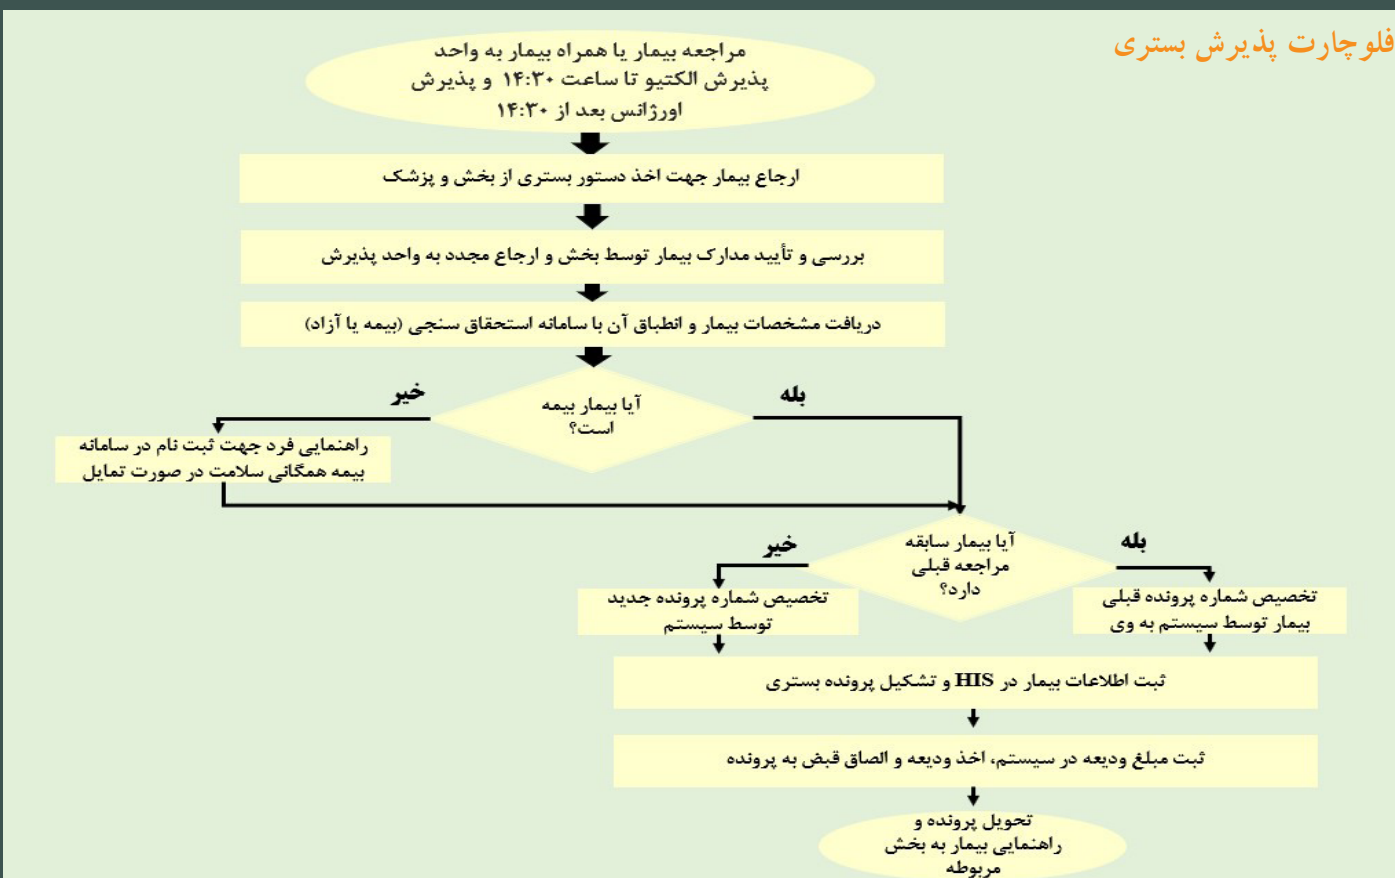 فلوچارت پذیرش بستری
مراجعه بیمار یا همراه بیمار به واحد
پذیرش الکتیو تا ساعت ۱۴:۳۰ و پذیرش
اورژانس بعد از ۱۴:۳۰
ارجاع بیمار جهت اخذ دستور بستری از بخش و پزشک
بررسی و تأیید مدارک بیمار توسط بخش و ارجاع مجدد به واحد پذیرش
دریافت مشخصات بیمار و انطباق آن با سامانه استحقاق سنجی (بیمه یا آزاد)
آیا بیمار بیمه
است؟
بله
خیر
راهنمایی فرد جهت ثبت نام در سامانه
بیمه همگانی سلامت در صورت تمایل
آیا بیمار سابقه
مراجعه قبلی
دارد؟
بله
خیر
تخصیص شماره پرونده قبلی
بیمار توسط سیستم به وی
تخصیص شماره پرونده جدید
توسط سیستم
ثبت اطلاعات بیمار در HIS و تشکیل پرونده بستری
ثبت مبلغ ودیعه در سیستم، اخذ ودیعه و الصاق قبض به پرونده
تحویل پرونده و
راهنمایی بیمار به بخش
مربوطه